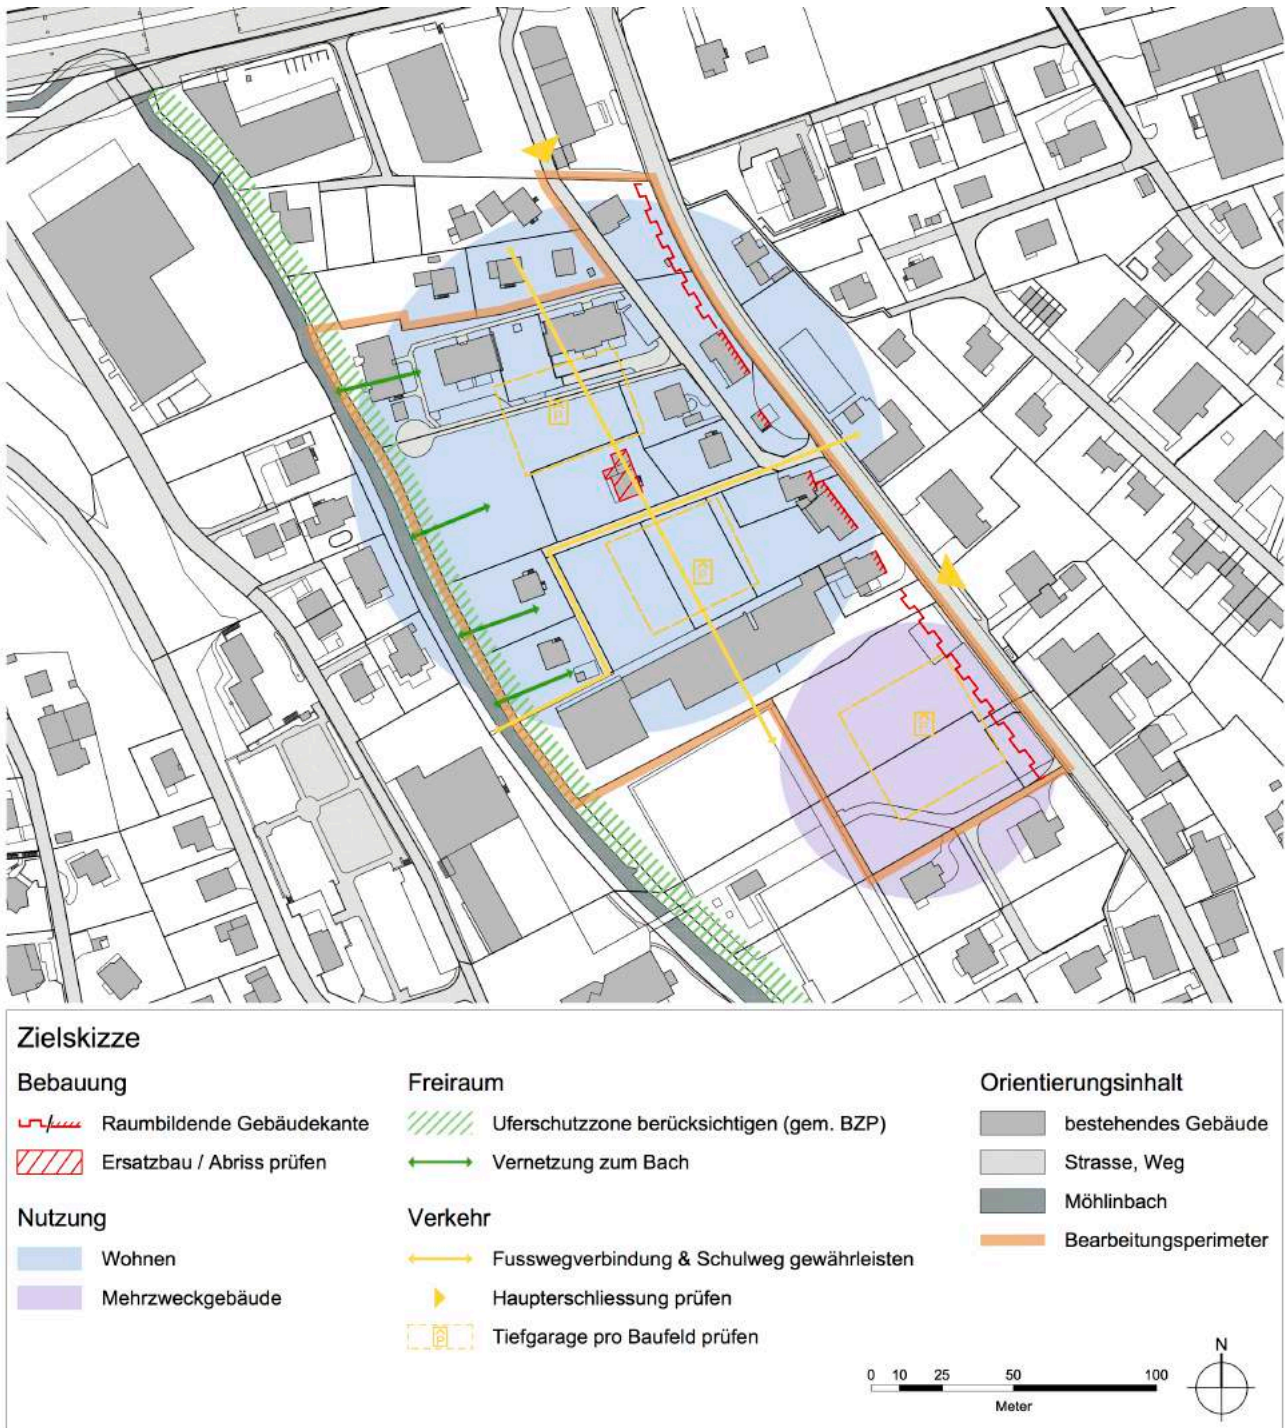 P
P
P
Zielskizze
Bebauung
Raumbildende Gebäudekante
Ersatzbau / Abriss prüfen
Nutzung
Wohnen
Mehrzweckgebäude
Freiraum
Uferschutzzone berücksichtigen (gem. BZP)
Vernetzung zum Bach
Verkehr
Fusswegverbindung & Schulweg gewährleisten
Haupterschliessung prüfen
P
Tiefgarage pro Baufeld prüfen
Orientierungsinhalt
bestehendes Gebäude
Strasse, Weg
Möhlinbach
Bearbeitungsperimeter
0 10 25 50 100
Meter
N